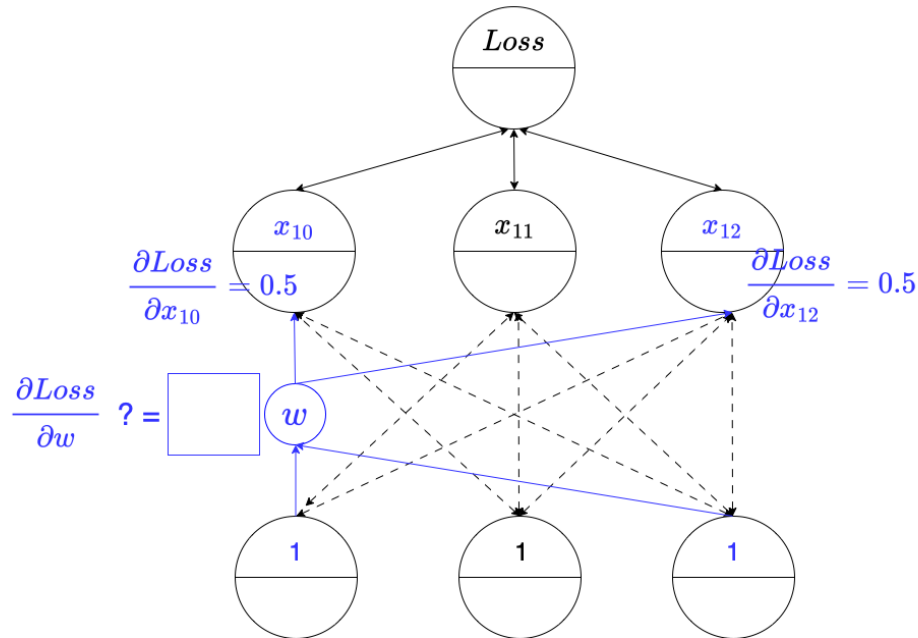 Loss
x₁₀ x₁₁ x₁₂
∂Loss/∂x₁₀ = 0.5 ∂Loss/∂x₁₂ = 0.5
∂Loss/∂w ? = w
1 1 1